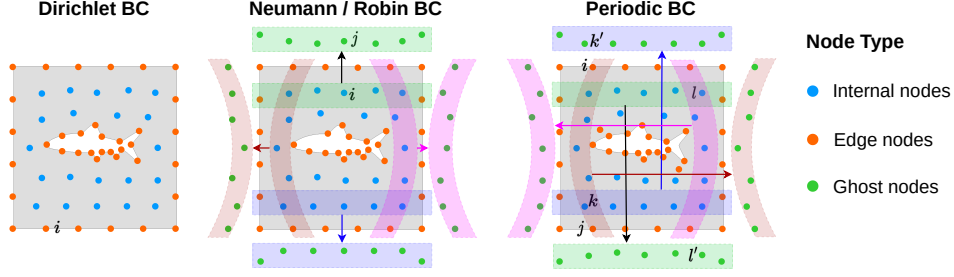 Dirichlet BC
Neumann / Robin BC
Periodic BC
i
j
i
k′
i
l
k
j
l′
Node Type
Internal nodes
Edge nodes
Ghost nodes